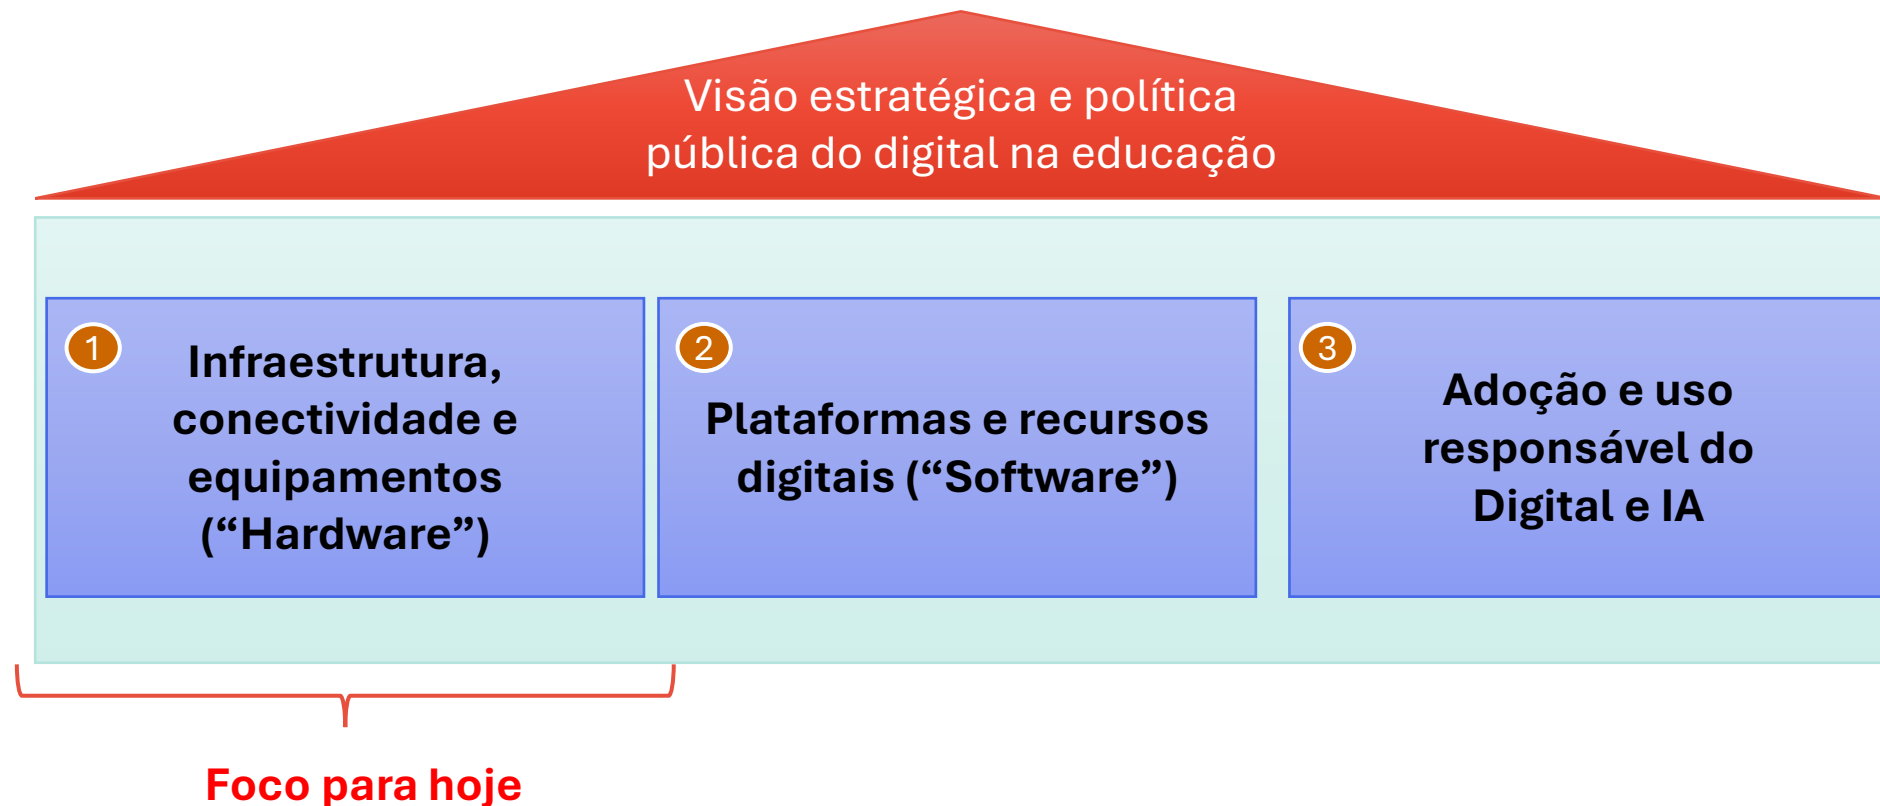 Visão estratégica e política
pública do digital na educação
1
Infraestrutura,
conectividade e
equipamentos
(“Hardware”)
2
Plataformas e recursos
digitais (“Software”)
3
Adoção e uso
responsável do
Digital e IA
Foco para hoje